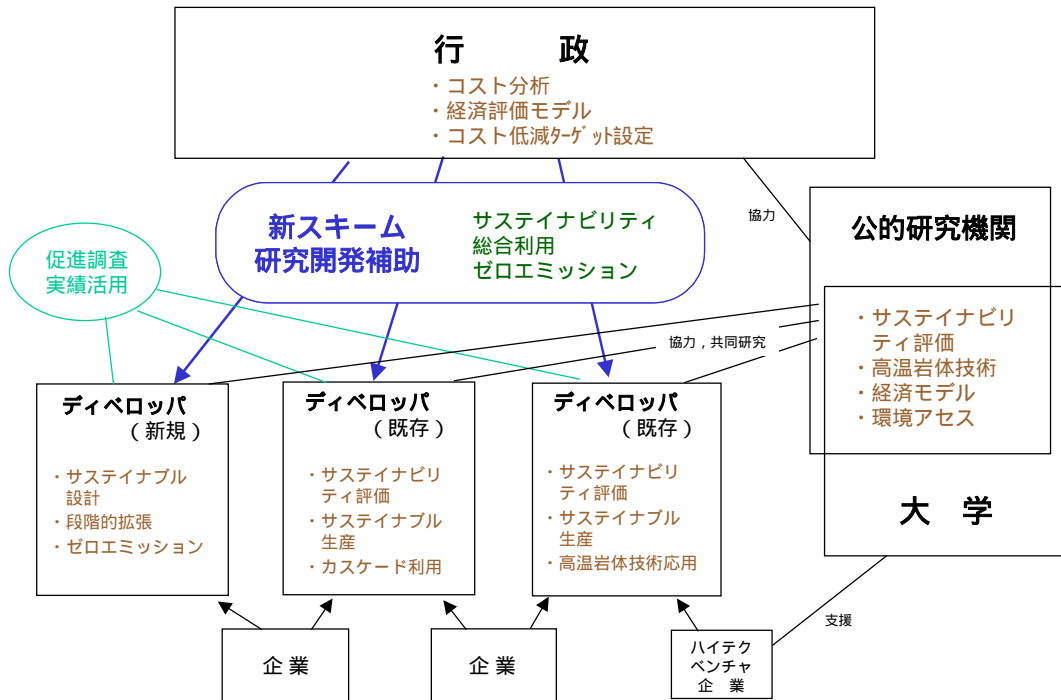 行　政
・コスト分析
・経済評価モデル
・コスト低減ﾀｰｹﾞｯﾄ設定
新スキーム
研究開発補助
サステイナビリティ
総合利用
ゼロエミッション
促進調査
実績活用
協力
公的研究機関
・サステイナビリ
ティ評価
・高温岩体技術
・経済モデル
・環境アセス
大　学
協力，共同研究
ディベロッパ
（新規）
・サステイナブル
設計
・段階的拡張
・ゼロエミッション
ディベロッパ
（既存）
・サステイナビリ
ティ評価
・サステイナブル
生産
・カスケード利用
ディベロッパ
（既存）
・サステイナビリ
ティ評価
・サステイナブル
生産
・高温岩体技術応用
企 業
企 業
ハイテク
ベンチャ
企　業
支援